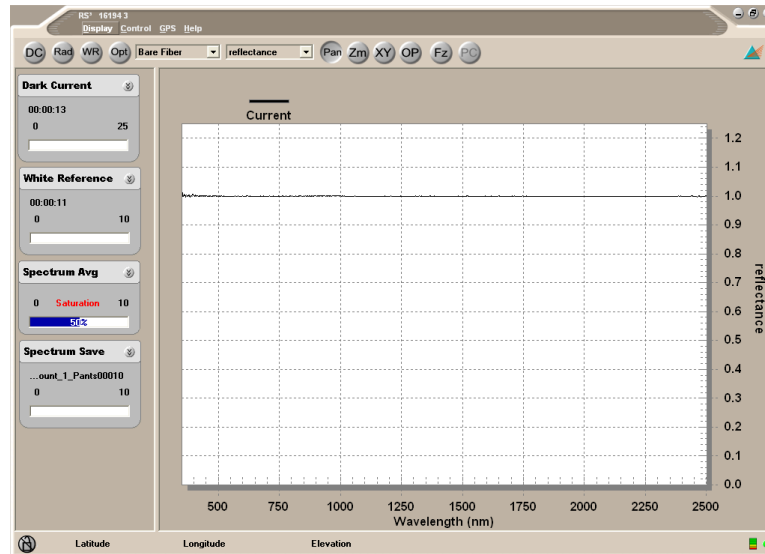 RS³ 16194 3
Display Control GPS Help
DC Rad WR Opt Bare Fiber reflectance Pan Zm XY OP Fz PC
Dark Current
00:00:13
0 25
White Reference
00:00:11
0 10
Spectrum Avg
0 Saturation 10
50%
Spectrum Save
...ount_1_Pants00010
0 10
Current
1.2
1.1
1.0
0.9
0.8
0.7
0.6
0.5
0.4
0.3
0.2
0.1
0.0
reflectance
500 750 1000 1250 1500 1750 2000 2250 2500
Wavelength (nm)
Latitude Longitude Elevation